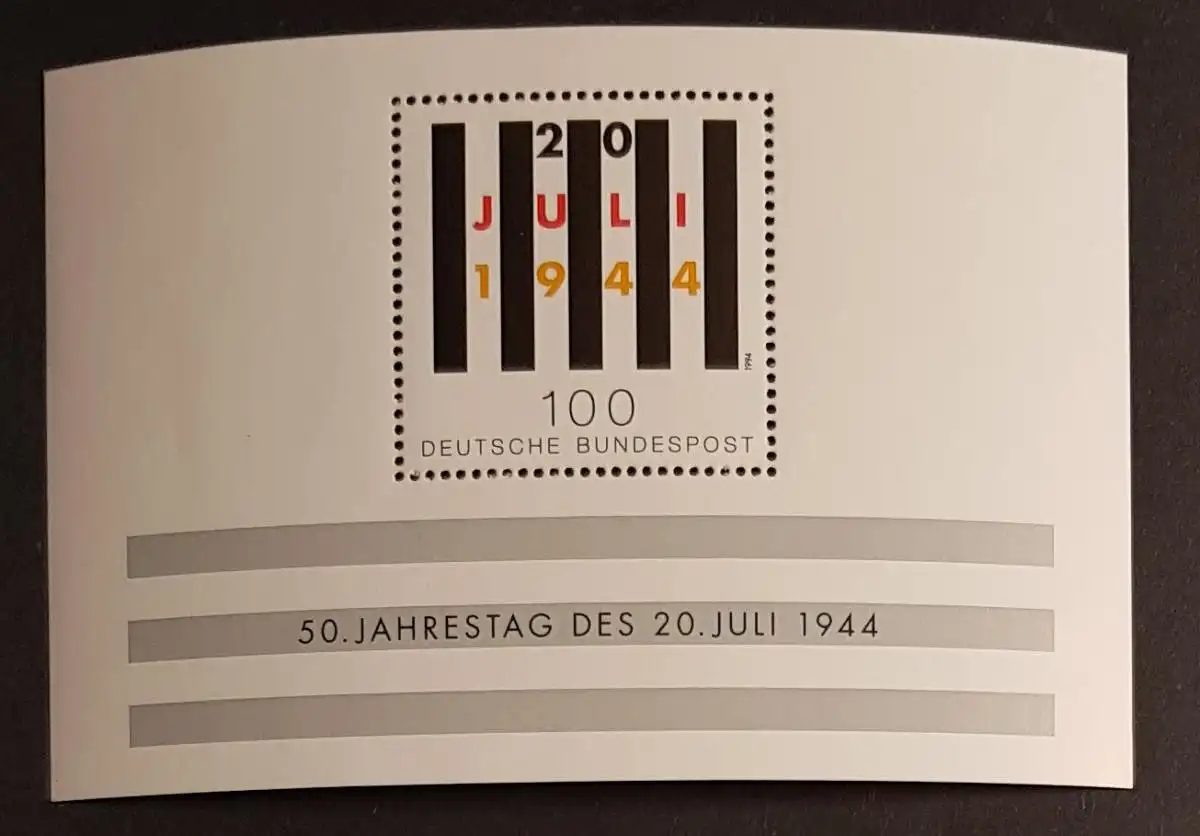 20
JULI
1944
1994
100
DEUTSCHE BUNDESPOST
50. JAHRESTAG DES 20. JULI 1944